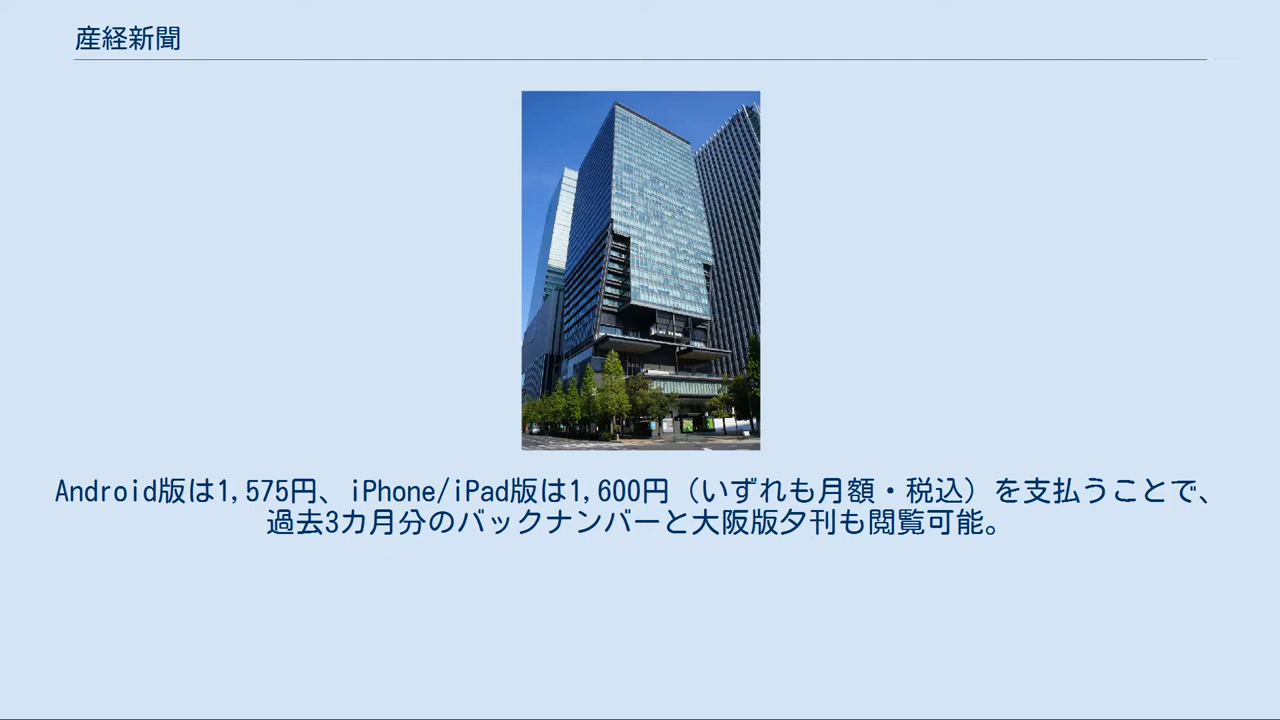 産経新聞
Android版は1,575円、iPhone/iPad版は1,600円（いずれも月額・税込）を支払うことで、
過去3カ月分のバックナンバーと大阪版夕刊も閲覧可能。